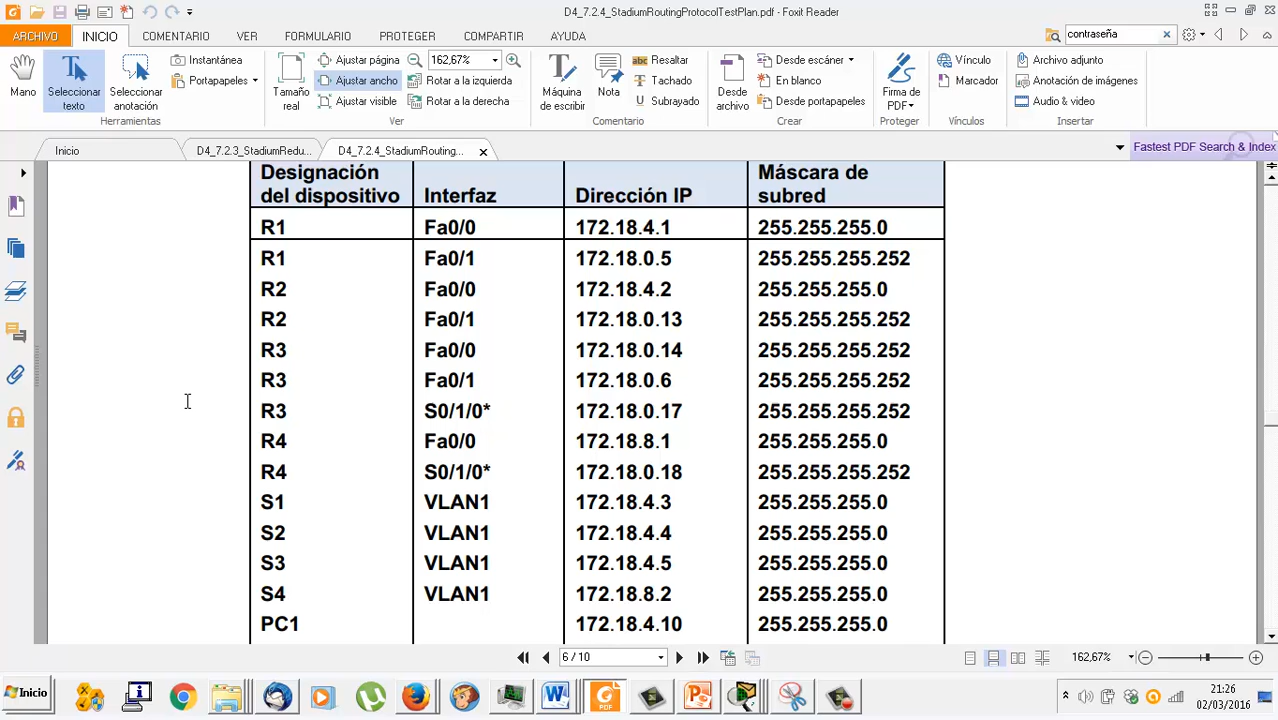 D4_7.2.4_StadiumRoutingProtocolTestPlan.pdf - Foxit Reader
ARCHIVO INICIO COMENTARIO VER FORMULARIO PROTEGER COMPARTIR AYUDA contraseña
Mano
Seleccionar texto
Seleccionar anotación
Instantánea
Portapapeles
Herramientas
Tamaño real
Ajustar página
Ajustar ancho
Ajustar visible
162,67%
Rotar a la izquierda
Rotar a la derecha
Ver
Máquina de escribir
Nota
Resaltar
Tachado
Subrayado
Comentario
Desde archivo
Desde escáner
En blanco
Desde portapapeles
Crear
Firma de PDF
Proteger
Vínculo
Marcador
Vínculos
Archivo adjunto
Anotación de imágenes
Audio & video
Insertar
Inicio D4_7.2.3_StadiumRedu... D4_7.2.4_StadiumRouting... Fastest PDF Search & Index
Designación del dispositivo Interfaz Dirección IP Máscara de subred
R1 Fa0/0 172.18.4.1 255.255.255.0
R1 Fa0/1 172.18.0.5 255.255.255.252
R2 Fa0/0 172.18.4.2 255.255.255.0
R2 Fa0/1 172.18.0.13 255.255.255.252
R3 Fa0/0 172.18.0.14 255.255.255.252
R3 Fa0/1 172.18.0.6 255.255.255.252
R3 S0/1/0* 172.18.0.17 255.255.255.252
R4 Fa0/0 172.18.8.1 255.255.255.0
R4 S0/1/0* 172.18.0.18 255.255.255.252
S1 VLAN1 172.18.4.3 255.255.255.0
S2 VLAN1 172.18.4.4 255.255.255.0
S3 VLAN1 172.18.4.5 255.255.255.0
S4 VLAN1 172.18.8.2 255.255.255.0
PC1 172.18.4.10 255.255.255.0
6 / 10 162,67%
Inicio 21:26
02/03/2016